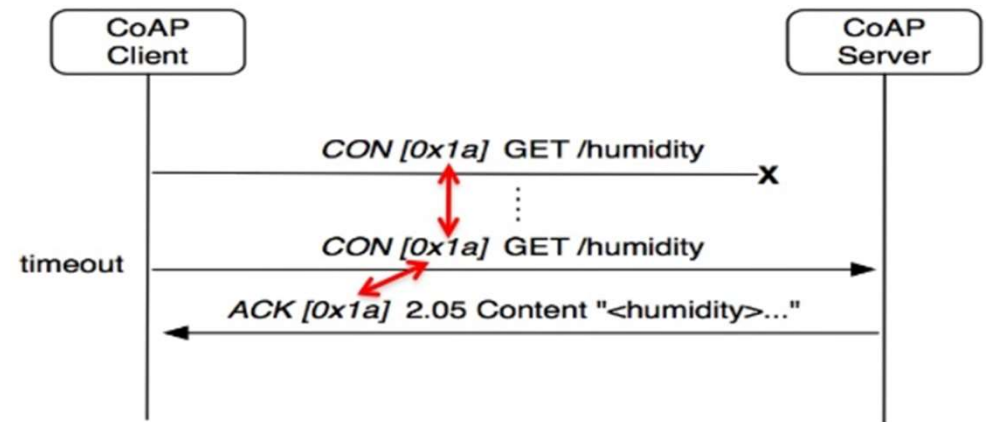 CoAP
Client
CoAP
Server
CON [0x1a] GET /humidity
x
CON [0x1a] GET /humidity
timeout
ACK [0x1a] 2.05 Content "<humidity>..."